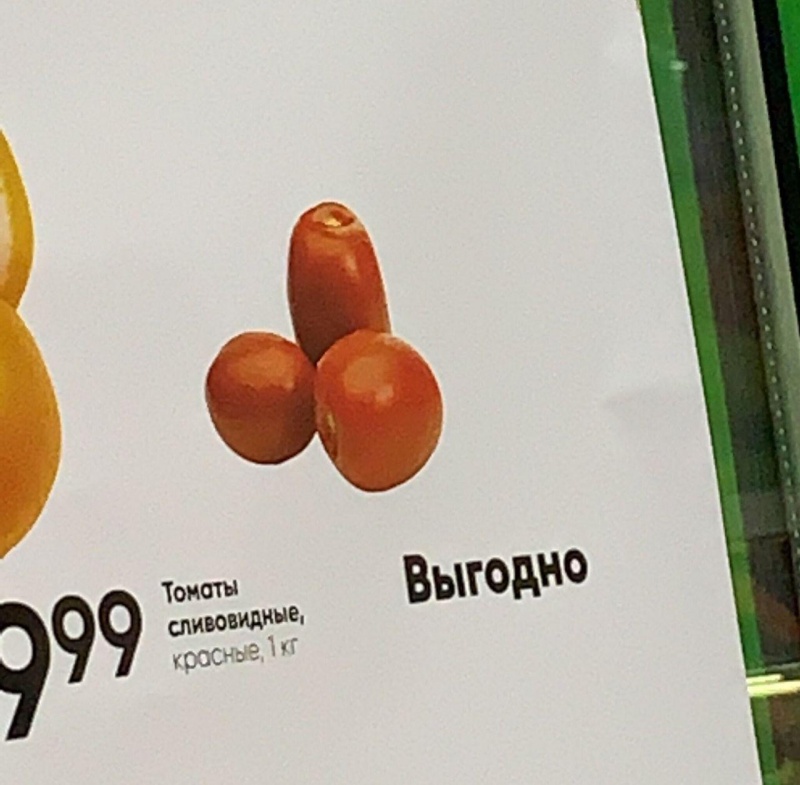 999
Томаты
сливовидные,
красные, 1 кг
Выгодно